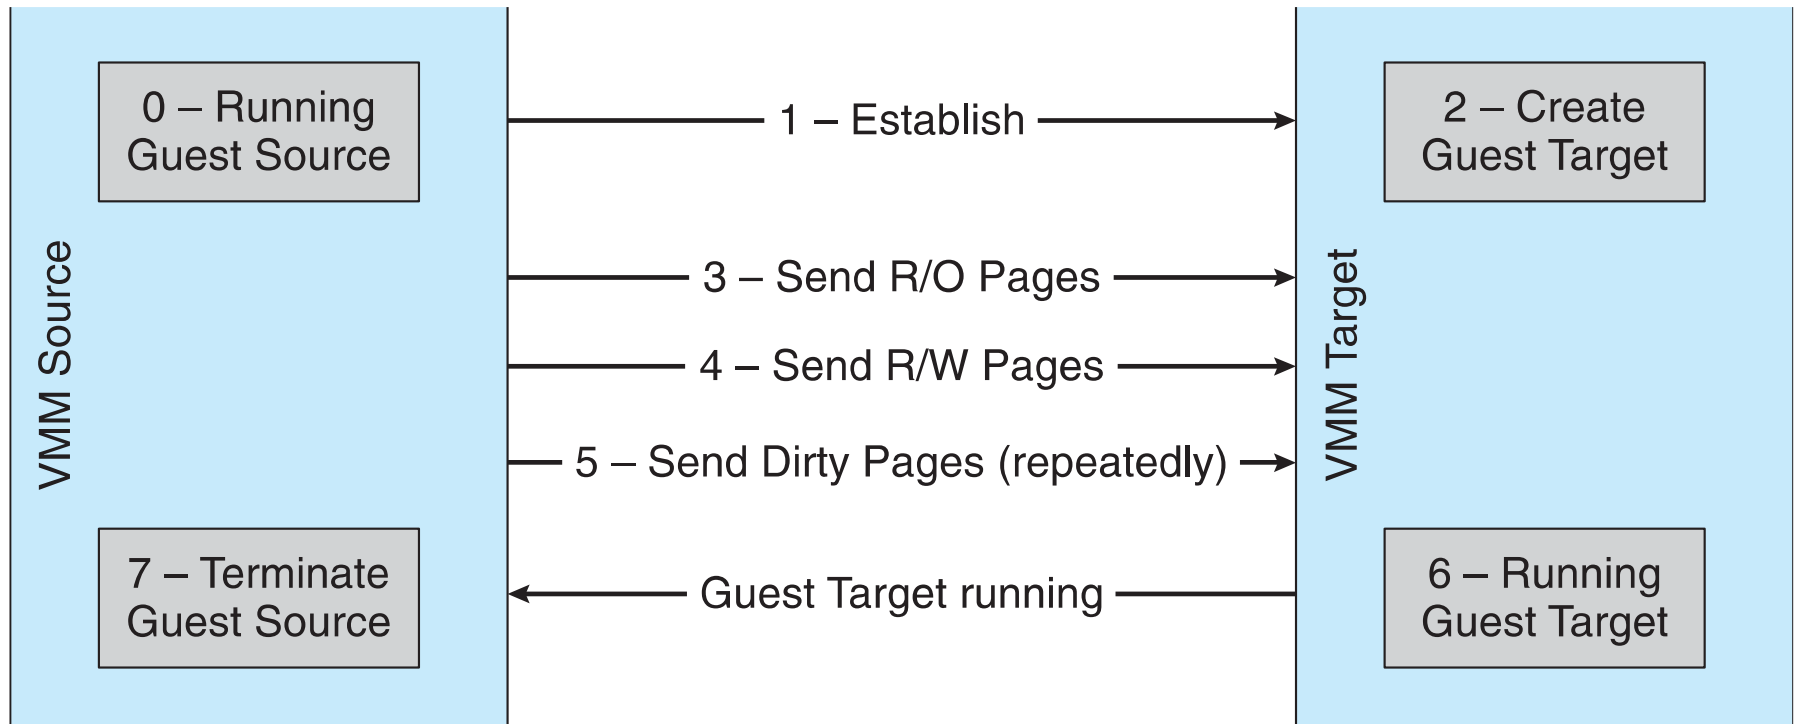 0 – Running
Guest Source
1 – Establish
2 – Create
Guest Target
VMM Source
3 – Send R/O Pages
4 – Send R/W Pages
5 – Send Dirty Pages (repeatedly)
VMM Target
7 – Terminate
Guest Source
Guest Target running
6 – Running
Guest Target